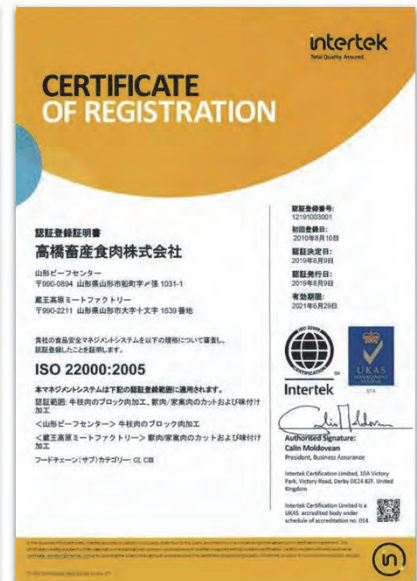 intertek
Total Quality. Assured.
CERTIFICATE
OF REGISTRATION
認証登録証明書
高橋畜産食肉株式会社
山形ビーフセンター
〒990-0894 山形県山形市船町字〆張 1031-1
蔵王高原ミートファクトリー
〒990-2211 山形県山形市大字十文字 1639 番地
貴社の食品安全マネジメントシステムを以下の規格について審査し、
認証登録したことを証明します。
ISO 22000:2005
本マネジメントシステムは下記の認証登録範囲に適用されます。
認証範囲: 牛枝肉のブロック肉加工、獣肉/家禽肉のカットおよび味付け
加工
<山形ビーフセンター> 牛枝肉のブロック肉加工
<蔵王高原ミートファクトリー> 獣肉/家禽肉のカットおよび味付け
加工
フードチェーン(サブ)カテゴリー: CI, CIII
認証登録番号:
12191003001
初回登録日:
2010年8月10日
認証決定日:
2019年8月9日
認証発行日:
2019年8月9日
有効期限:
2021年6月29日
ISO 22000
Intertek
UKAS
MANAGEMENT
SYSTEMS
014
Authorised Signature:
Calin Moldovean
President, Business Assurance
Intertek Certification Limited, 10A Victory
Park, Victory Road, Derby DE24 8ZF, United
Kingdom
Intertek Certification Limited is a
UKAS accredited body under
schedule of accreditation no. 014.
in